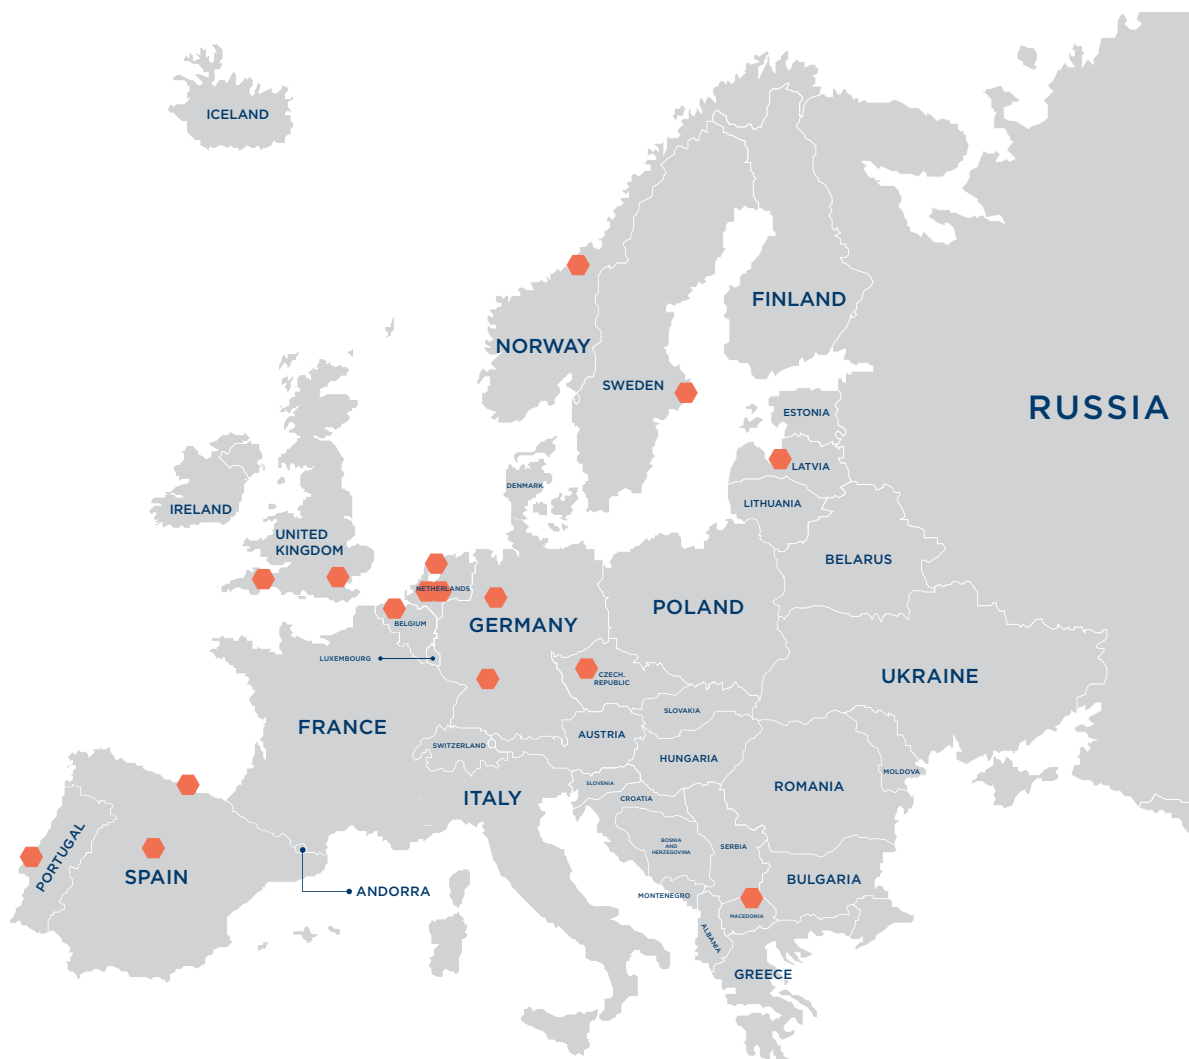 ICELAND
FINLAND
NORWAY
SWEDEN
RUSSIA
ESTONIA
LATVIA
DENMARK
LITHUANIA
IRELAND
UNITED
KINGDOM
BELARUS
NETHERLANDS
POLAND
BELGIUM
GERMANY
LUXEMBOURG
CZECH.
REPUBLIC
UKRAINE
SLOVAKIA
FRANCE
AUSTRIA
SWITZERLAND
HUNGARIA
MOLDOVA
SLOVENIA
ROMANIA
ITALY
CROATIA
BOSNIA
AND
HERZEGOVINA
SERBIA
PORTUGAL
SPAIN
BULGARIA
ANDORRA
MONTENEGRO
MACEDONIA
ALBANIA
GREECE